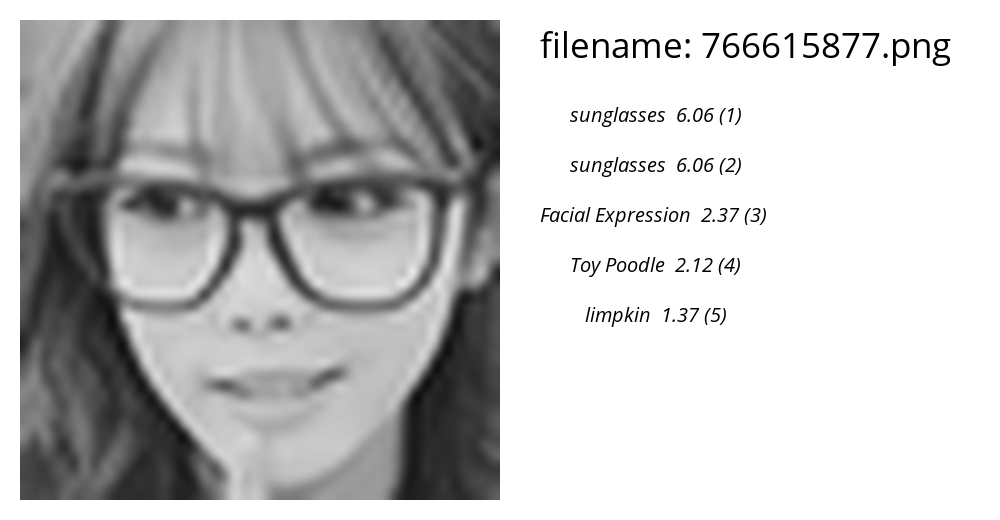 filename: 766615877.png
sunglasses 6.06 (1)
sunglasses 6.06 (2)
Facial Expression 2.37 (3)
Toy Poodle 2.12 (4)
limpkin 1.37 (5)